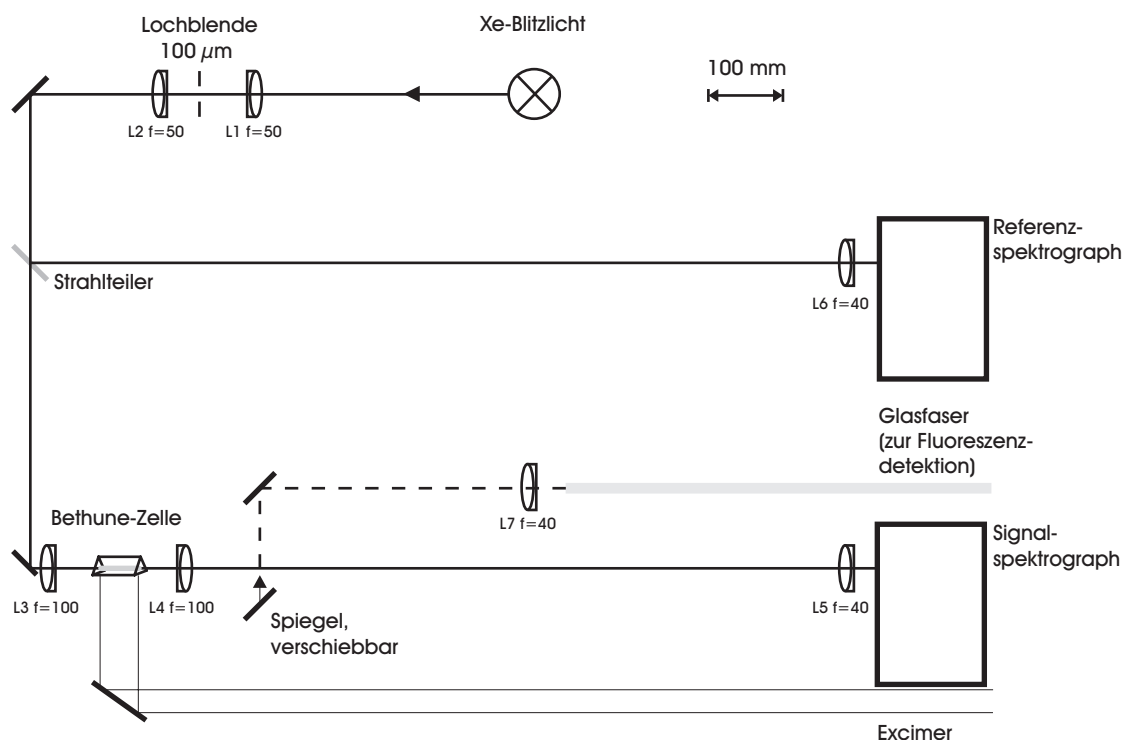 Lochblende
100 µm
Xe-Blitzlicht
100 mm
L2 f=50
L1 f=50
Referenz-
spektrograph
Strahlteiler
L6 f=40
Glasfaser
(zur Fluoreszenz-
detektion)
L7 f=40
Bethune-Zelle
Signal-
spektrograph
L3 f=100
L4 f=100
L5 f=40
Spiegel,
verschiebbar
Excimer